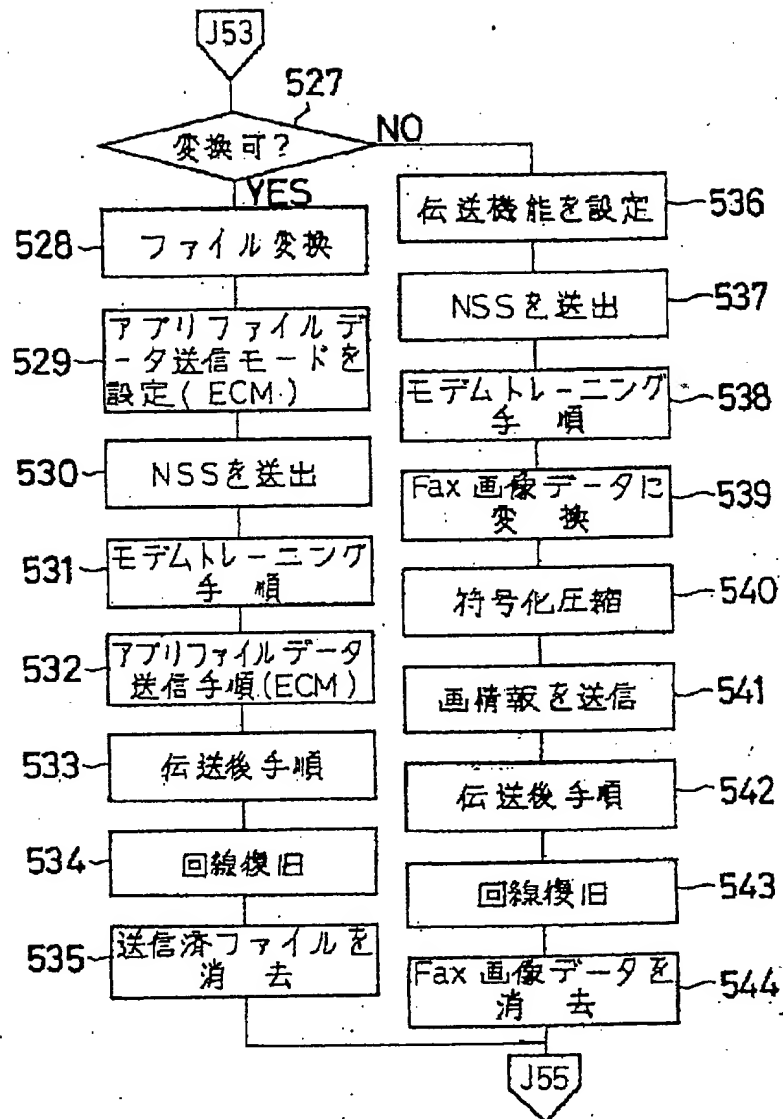 J53
527
変換可?
NO
YES
528
ファイル変換
529
アプリファイルデ
ータ送信モードを
設定(ECM)
530
NSSを送出
531
モデムトレーニング
手順
532
アプリファイルデータ
送信手順(ECM)
533
伝送後手順
534
回線復旧
535
送信済ファイルを
消去
伝送機能を設定
536
NSSを送出
537
モデムトレーニング
手順
538
Fax画像データに
変換
539
符号化圧縮
540
画情報を送信
541
伝送後手順
542
回線復旧
543
Fax画像データを
消去
544
J55